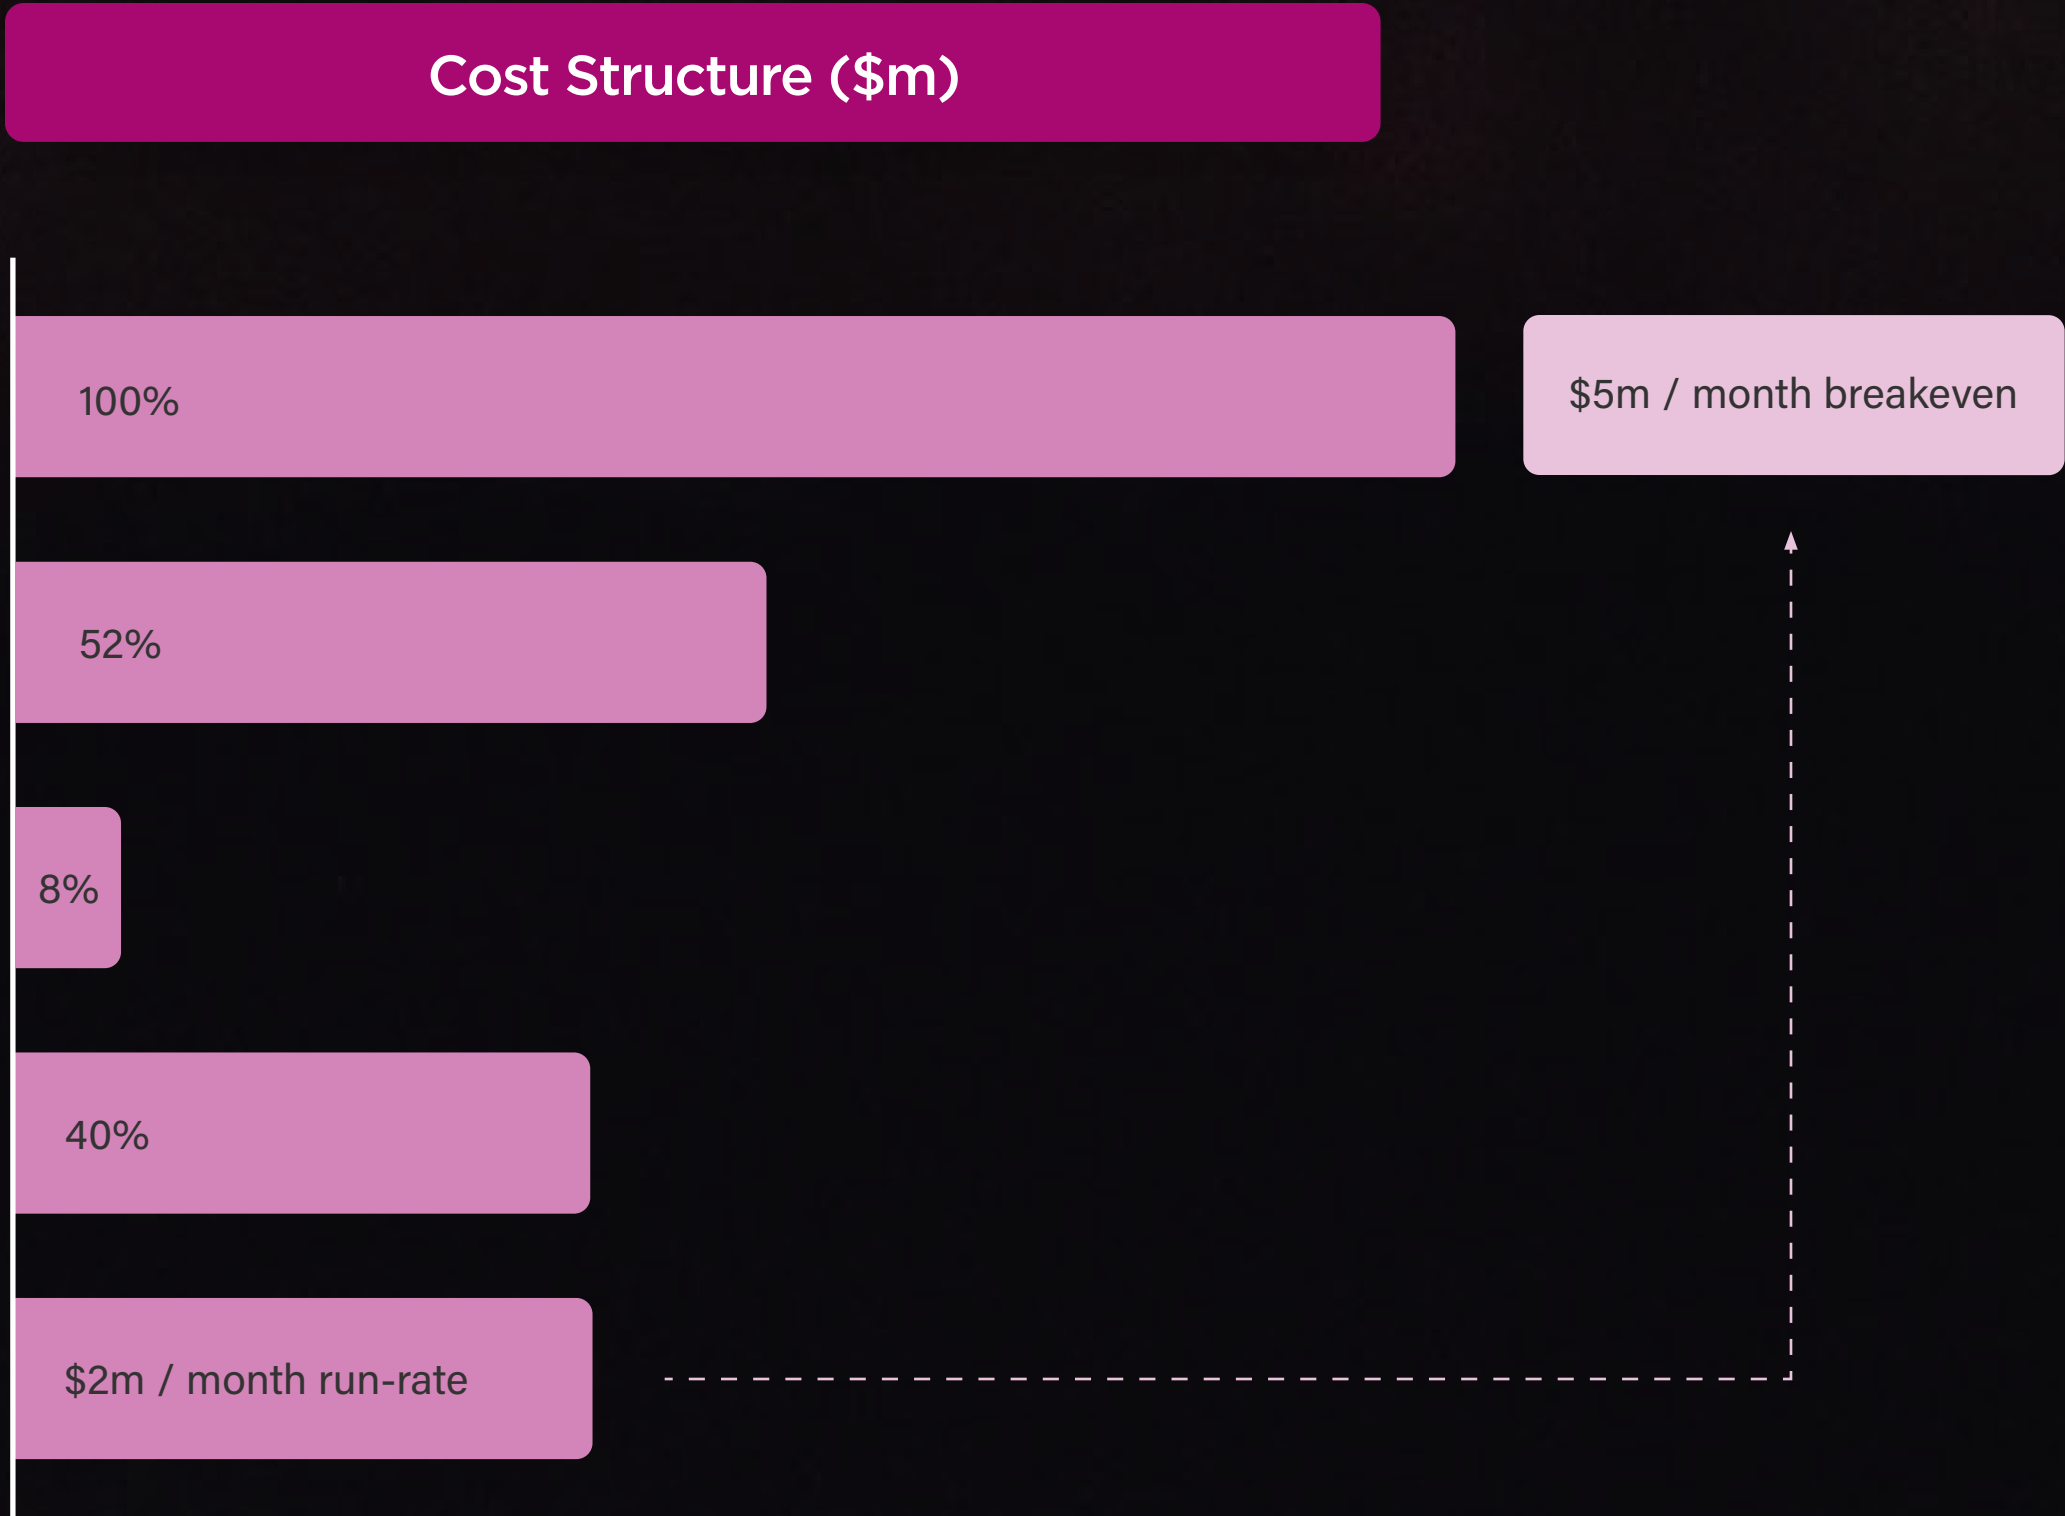 Cost Structure ($m)
100%
$5m / month breakeven
52%
8%
40%
$2m / month run-rate